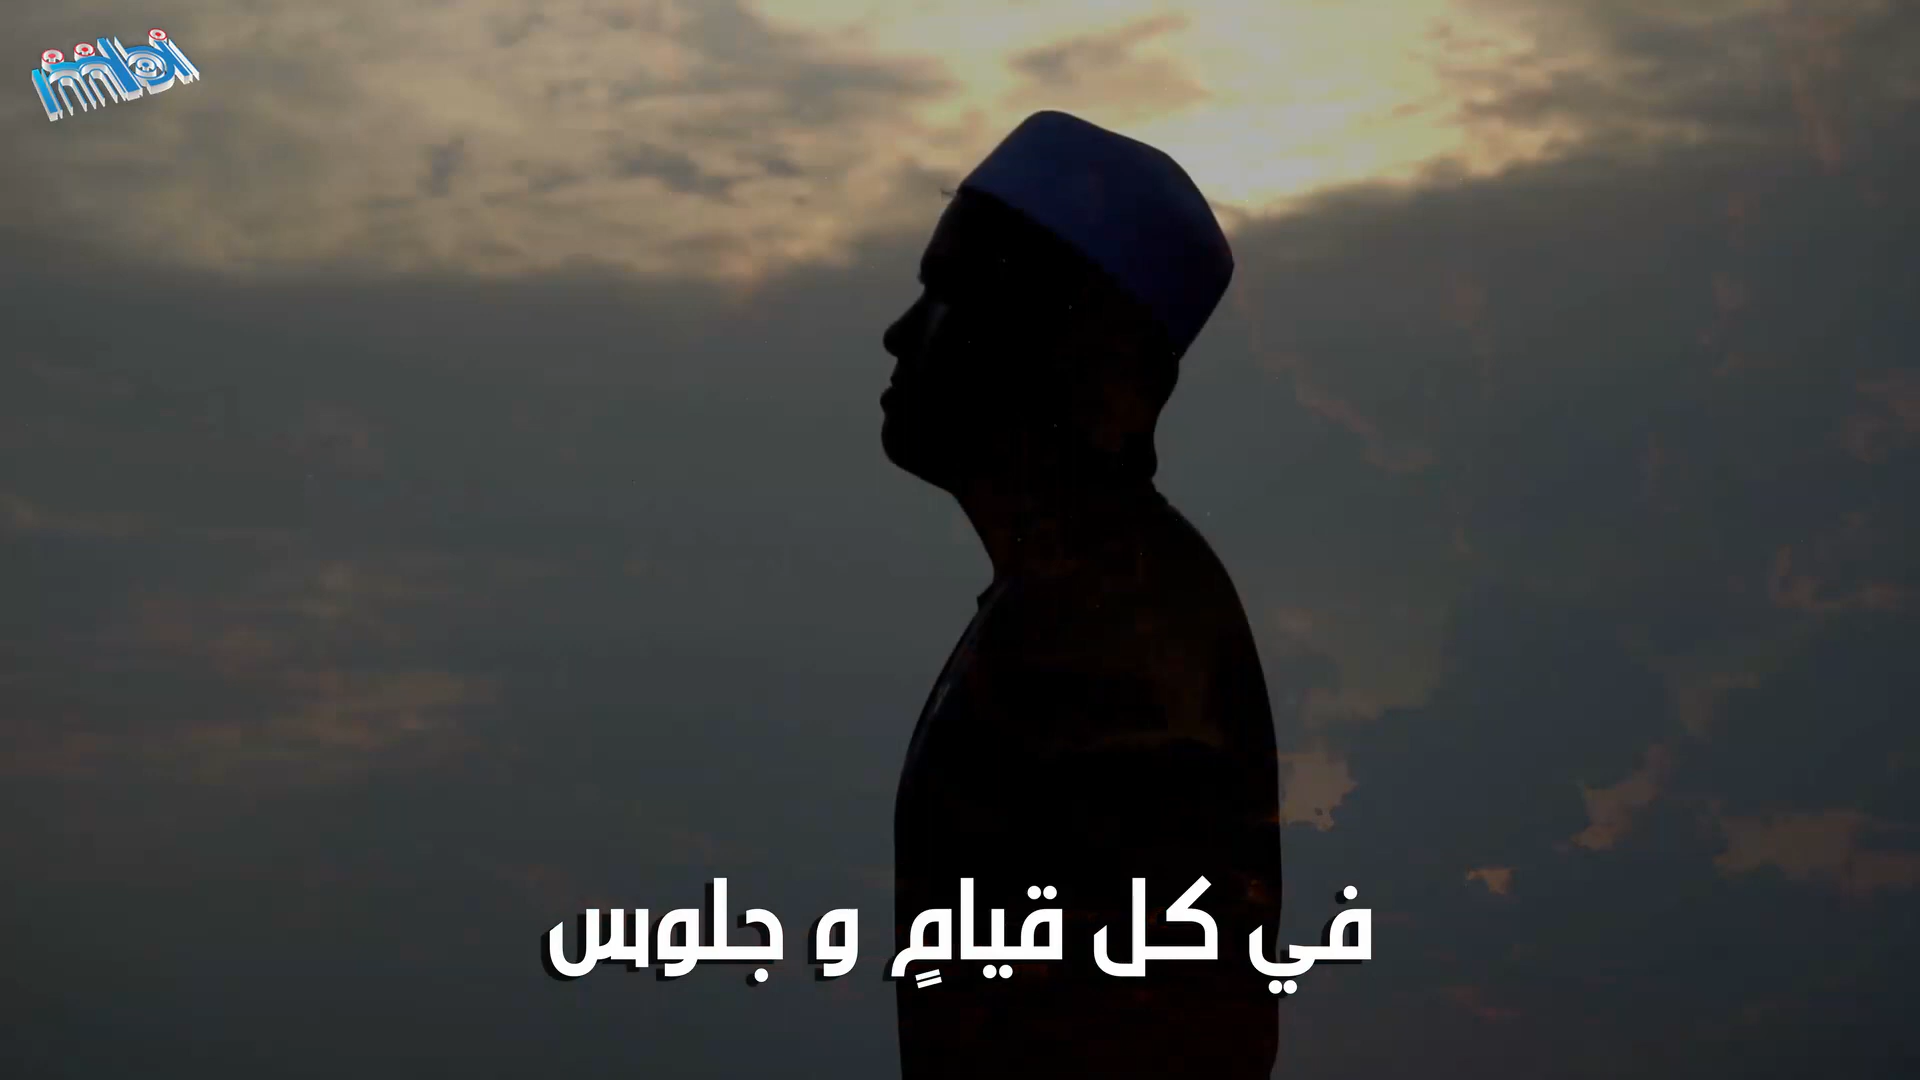 في كل قيامٍ و جلوس